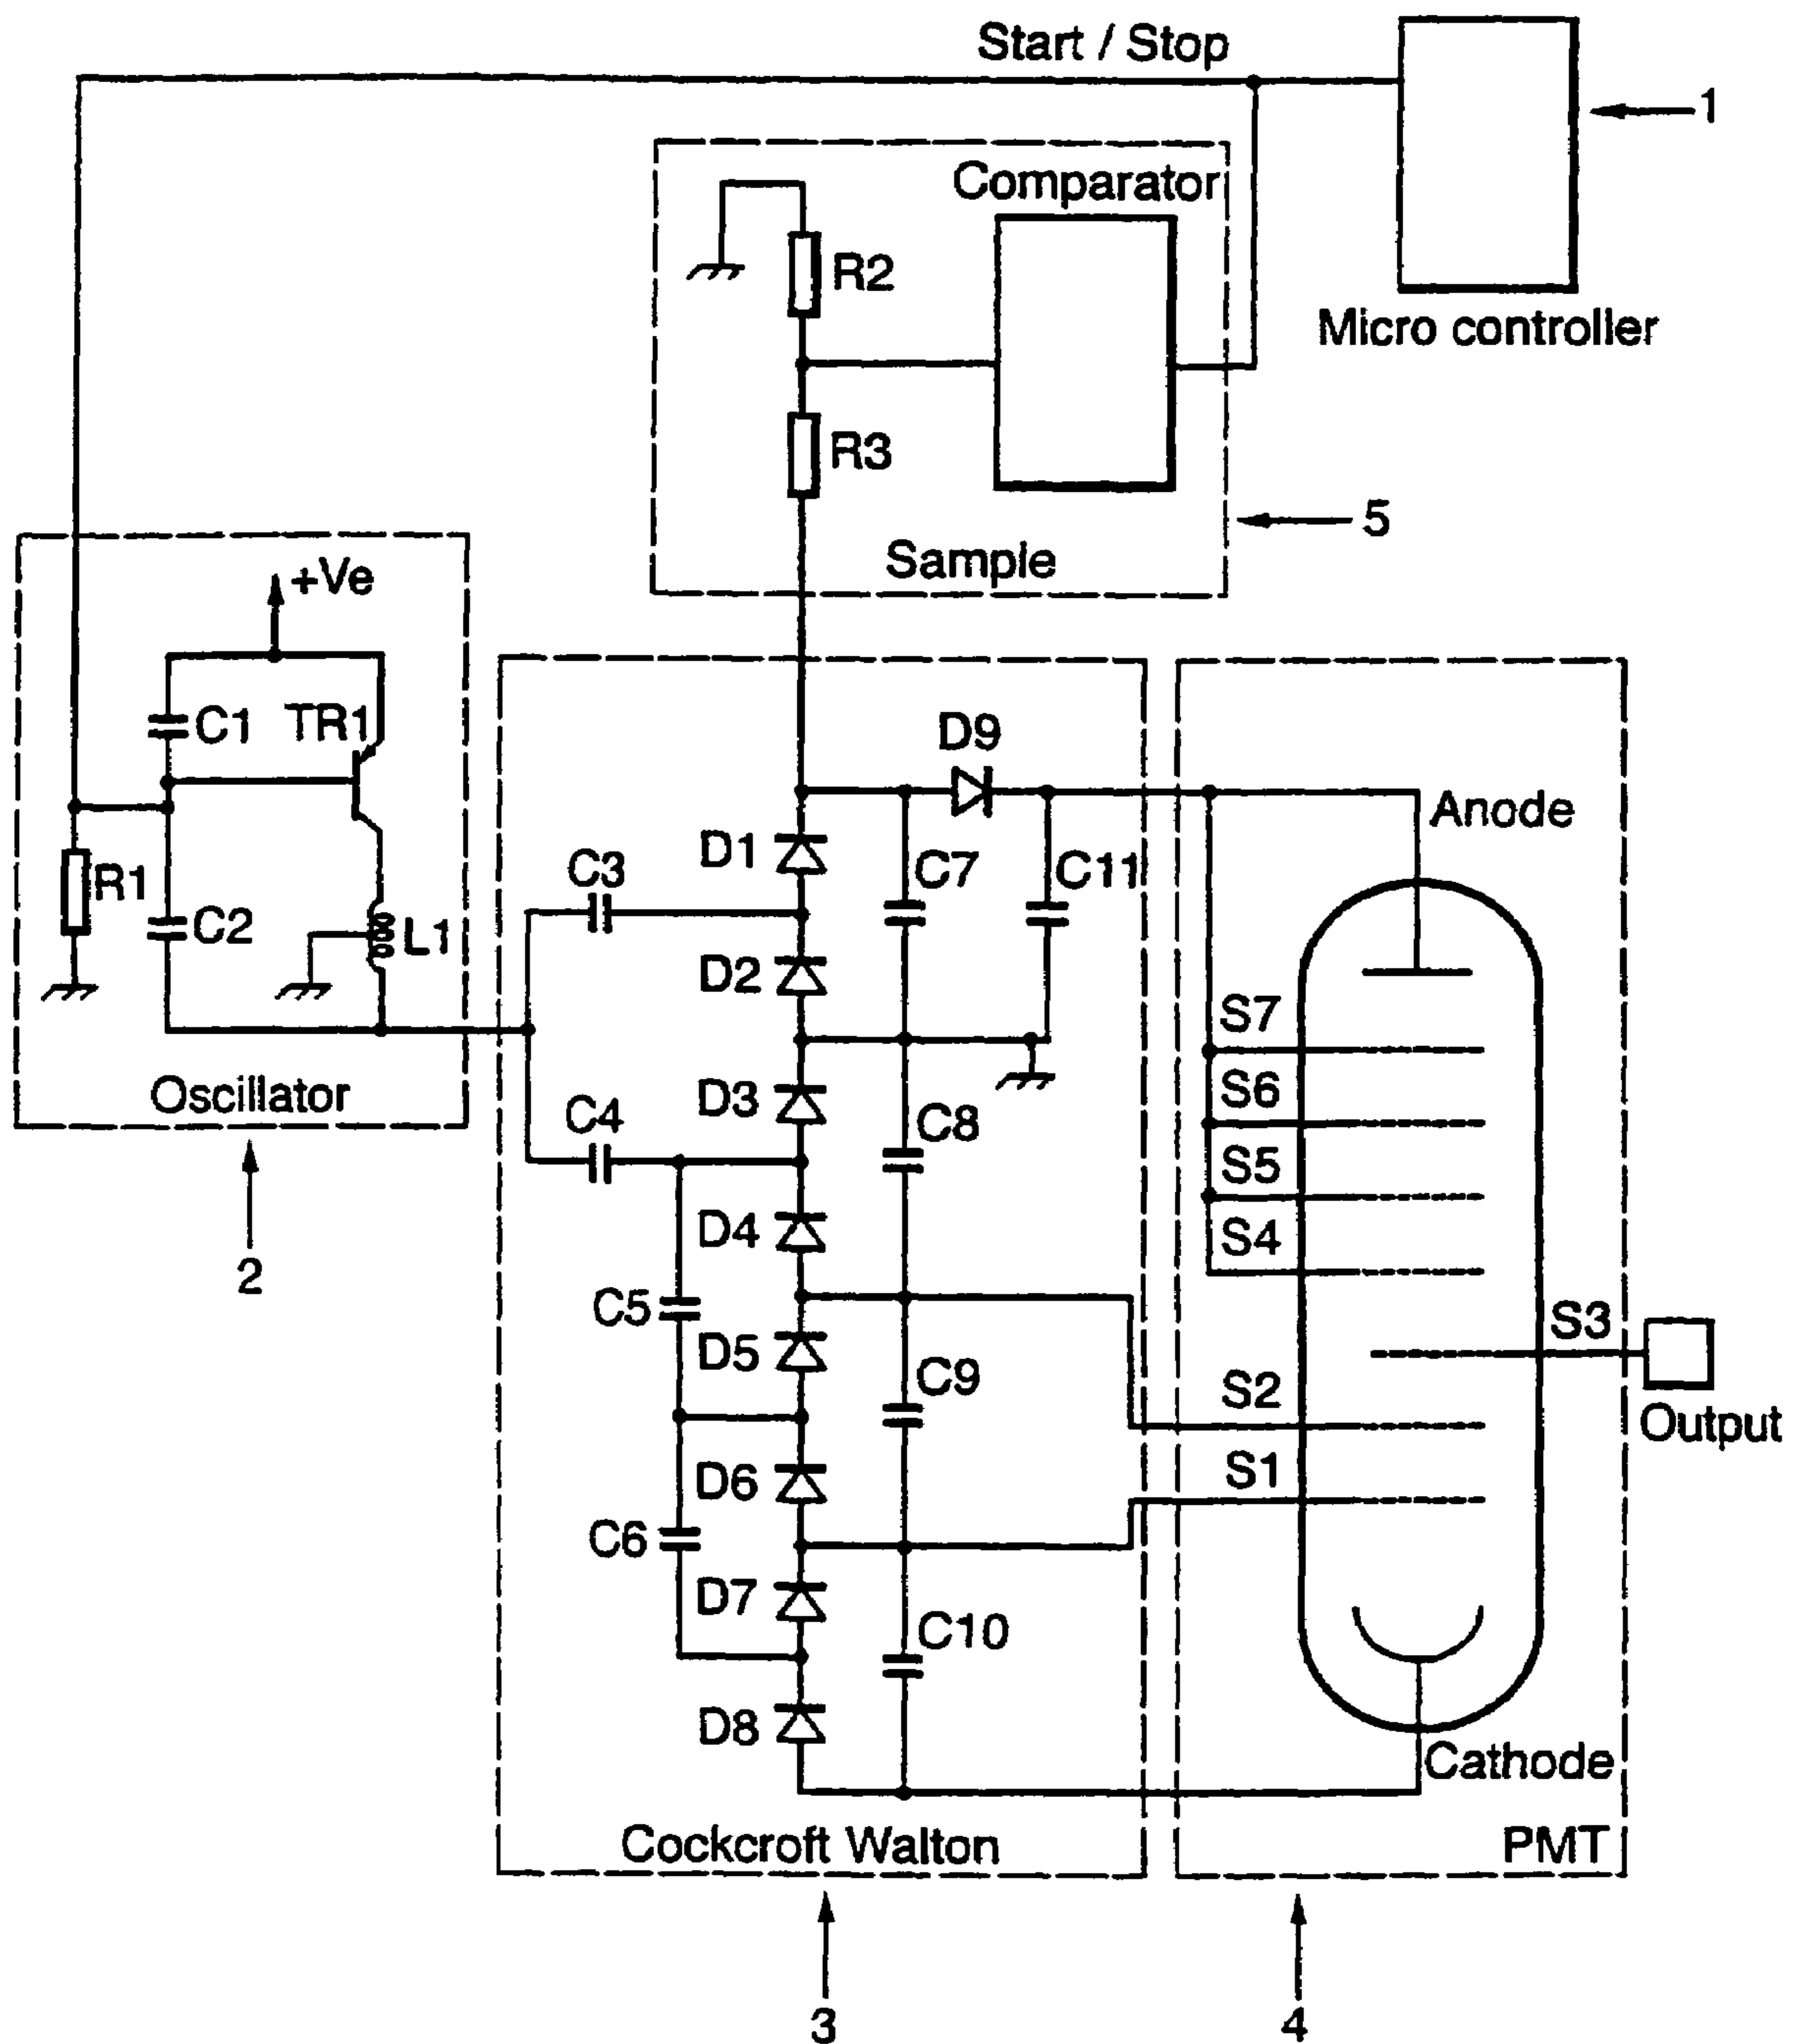 Start / Stop
1
Comparator
R2
Micro controller
R3
5
Sample
+Ve
C1
TR1
D9
Anode
D1
C7
C11
C3
R1
C2
L1
D2
S7
Oscillator
D3
S6
C4
C8
S5
D4
S4
2
C5
S3
D5
C9
S2
Output
S1
D6
C6
D7
C10
D8
Cathode
Cockcroft Walton
PMT
3
4